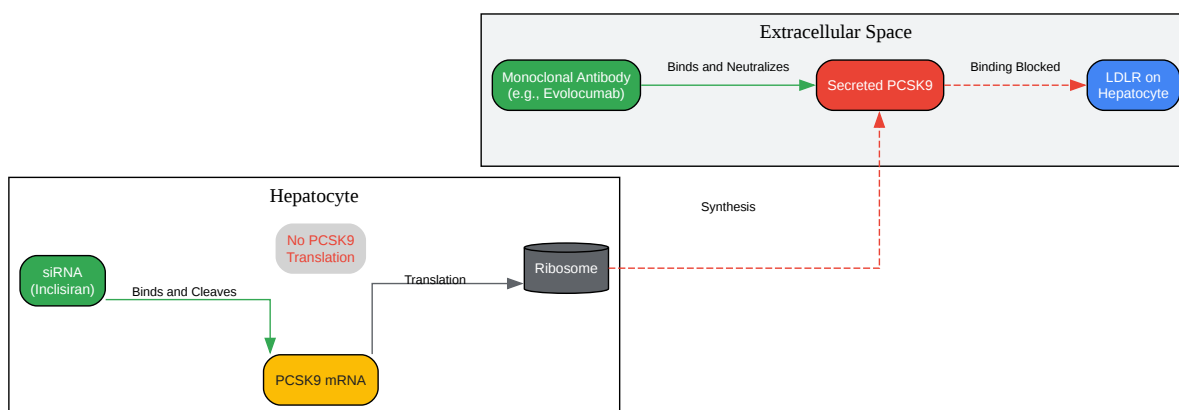 Extracellular Space
Monoclonal Antibody
(e.g., Evolocumab)
Binds and Neutralizes
Secreted PCSK9
Binding Blocked
LDLR on
Hepatocyte
Hepatocyte
Synthesis
No PCSK9
Translation
siRNA
(Inclisiran)
Binds and Cleaves
Translation
Ribosome
PCSK9 mRNA